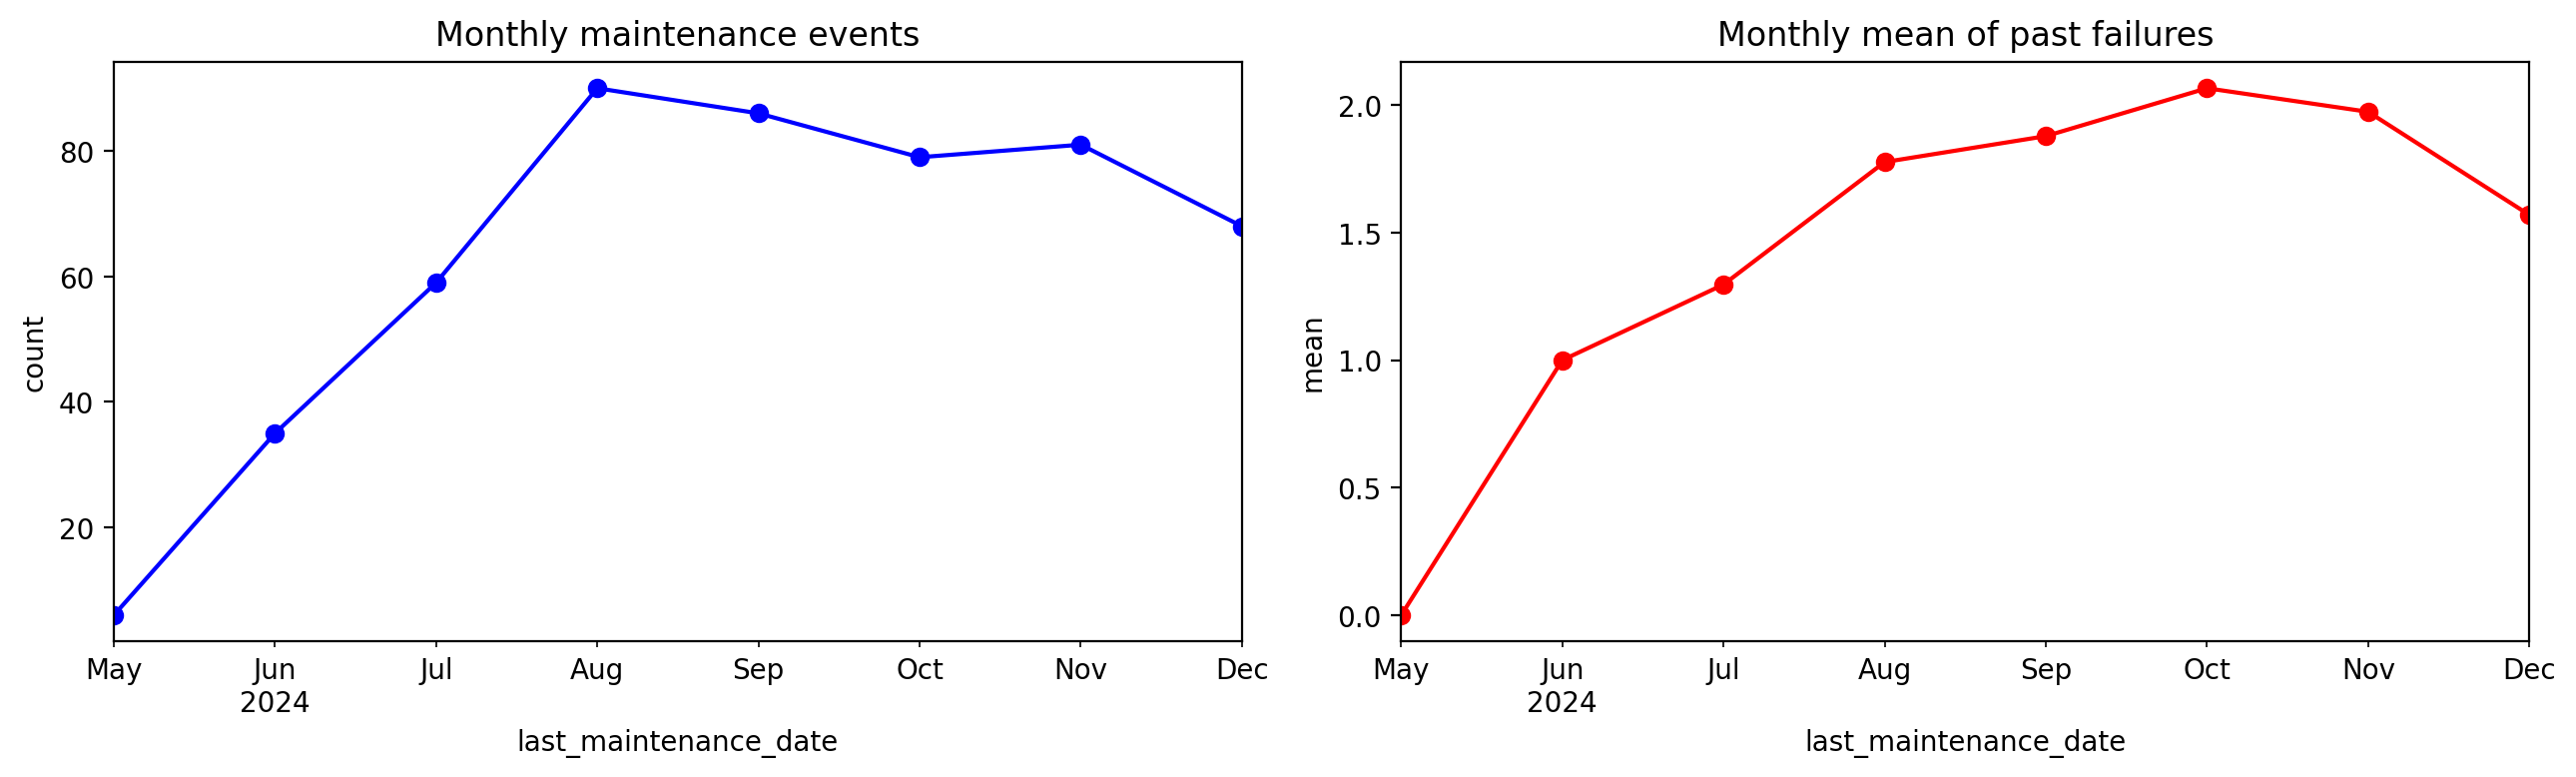 Monthly maintenance events
count
80
60
40
20
May Jun Jul Aug Sep Oct Nov Dec
2024
last_maintenance_date
Monthly mean of past failures
mean
2.0
1.5
1.0
0.5
0.0
May Jun Jul Aug Sep Oct Nov Dec
2024
last_maintenance_date